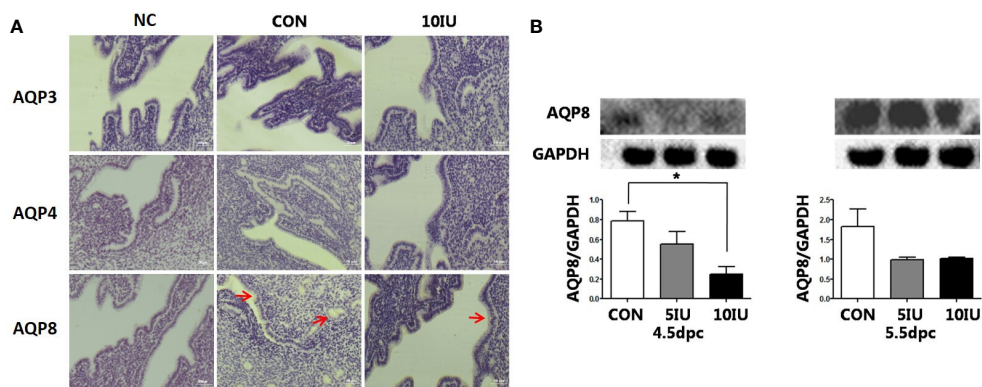 A
NC CON 10IU
AQP3
AQP4
AQP8
B
AQP8
GAPDH
*
AQP8/GAPDH
1.0
0.8
0.6
0.4
0.2
0.0
CON 5IU 10IU
4.5dpc
AQP8/GAPDH
2.5
2.0
1.5
1.0
0.5
0.0
CON 5IU 10IU
5.5dpc